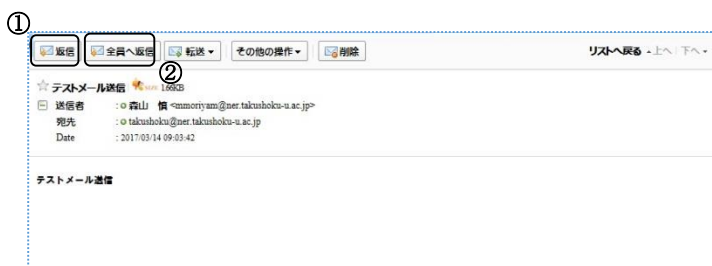 ①
返信 全員へ返信 転送 その他の操作 削除 リストへ戻る 上へ 下へ
②
テストメール送信 166KB
送信者 : 森山 慎 <mmoriyam@ner.takushoku-u.ac.jp>
宛先 : takushoku@ner.takushoku-u.ac.jp
Date : 2017/03/14 09:03:42
テストメール送信